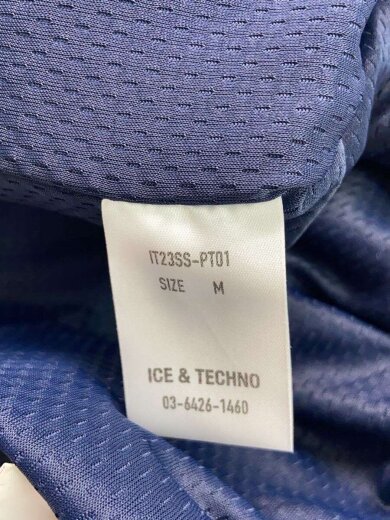 IT23SS-PT01
SIZE M
ICE & TECHNO
03-6426-1460